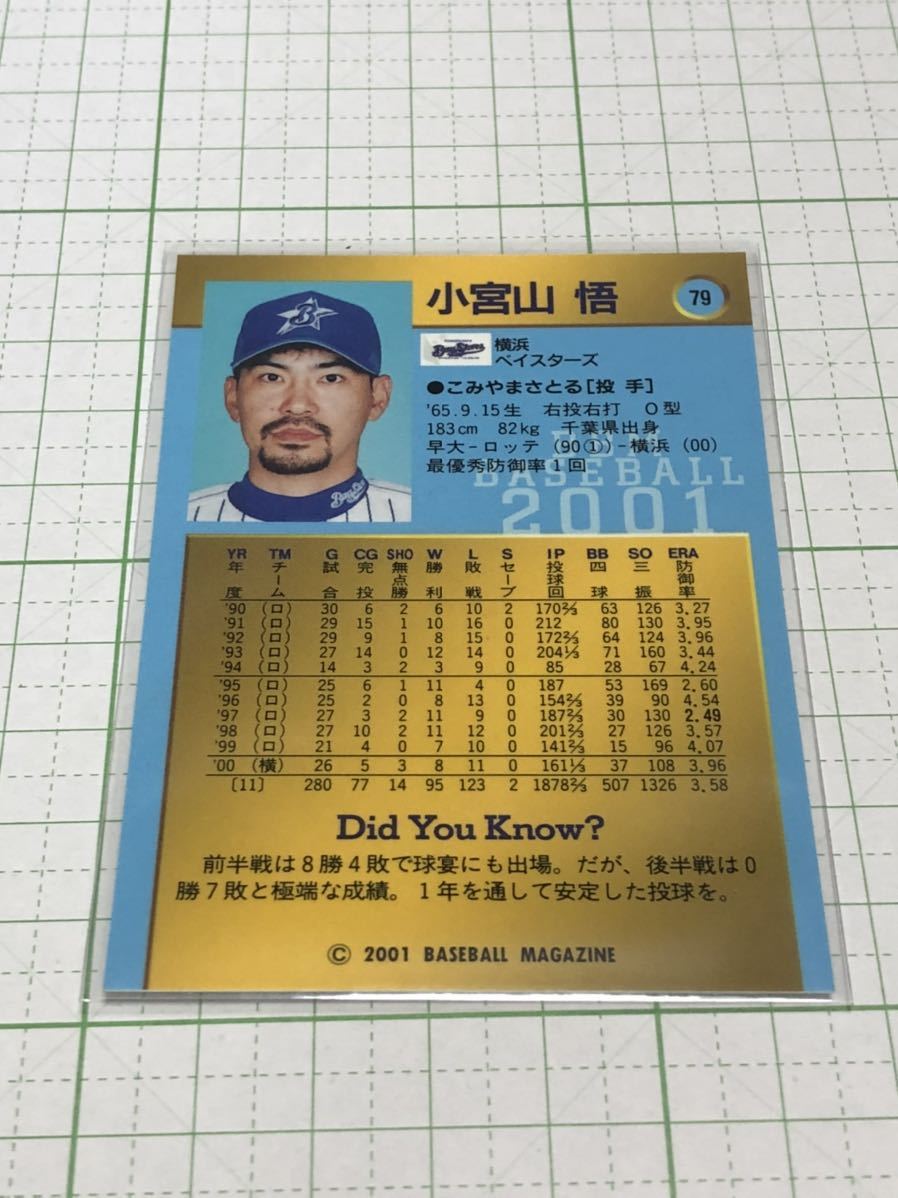 小宮山 悟
79
横浜
ベイスターズ
●こみやまさとる[投 手]
'65.9.15生 右投右打 O型
183cm 82kg 千葉県出身
早大-ロッテ (90①)-横浜 (00)
最優秀防御率1回
BASEBALL
2001
YR TM G CG SHO W L S IP BB SO ERA
年度 チーム 試合 完投 無点勝 勝利 敗戦 セーブ 投球回 四球 三振 防御率
'90 (ロ) 30 6 2 6 10 2 170⅔ 63 126 3.27
'91 (ロ) 29 15 1 10 16 0 212 80 130 3.95
'92 (ロ) 29 9 1 8 15 0 172⅔ 64 124 3.96
'93 (ロ) 27 14 0 12 14 0 204⅓ 71 160 3.44
'94 (ロ) 14 3 2 3 9 0 85 28 67 4.24
'95 (ロ) 25 6 1 11 4 0 187 53 169 2.60
'96 (ロ) 25 2 0 8 13 0 154⅔ 39 90 4.54
'97 (ロ) 27 3 2 11 9 0 187⅔ 30 130 2.49
'98 (ロ) 27 10 2 11 12 0 201⅔ 27 126 3.57
'99 (ロ) 21 4 0 7 10 0 141⅔ 15 96 4.07
'00 (横) 26 5 3 8 11 0 161⅓ 37 108 3.96
[11] 280 77 14 95 123 2 1878⅔ 507 1326 3.58
Did You Know?
前半戦は8勝4敗で球宴にも出場。だが、後半戦は0
勝7敗と極端な成績。1年を通して安定した投球を。
© 2001 BASEBALL MAGAZINE